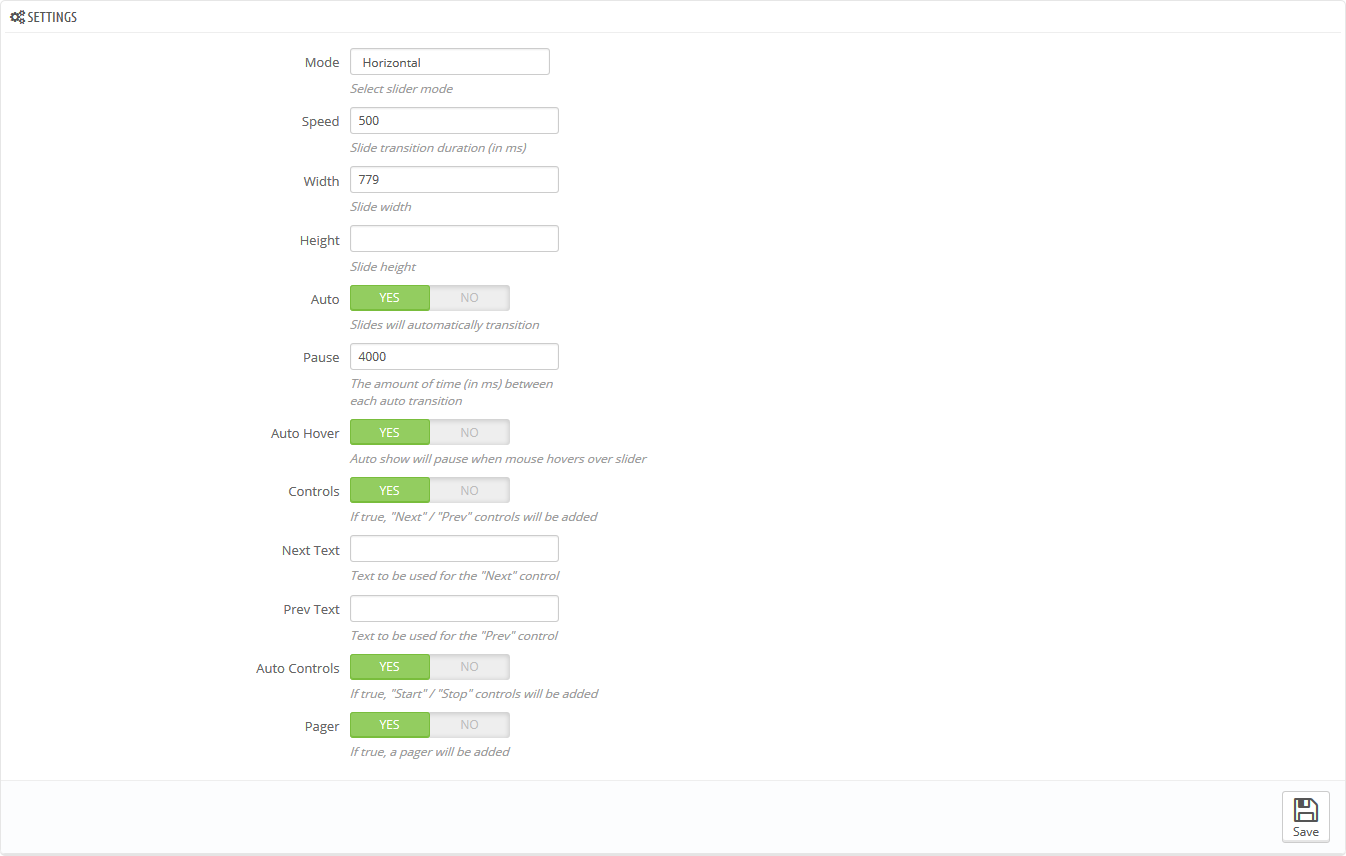 SETTINGS
Mode Horizontal
Select slider mode
Speed 500
Slide transition duration (in ms)
Width 779
Slide width
Height
Slide height
Auto YES NO
Slides will automatically transition
Pause 4000
The amount of time (in ms) between
each auto transition
Auto Hover YES NO
Auto show will pause when mouse hovers over slider
Controls YES NO
If true, "Next" / "Prev" controls will be added
Next Text
Text to be used for the "Next" control
Prev Text
Text to be used for the "Prev" control
Auto Controls YES NO
If true, "Start" / "Stop" controls will be added
Pager YES NO
If true, a pager will be added
Save